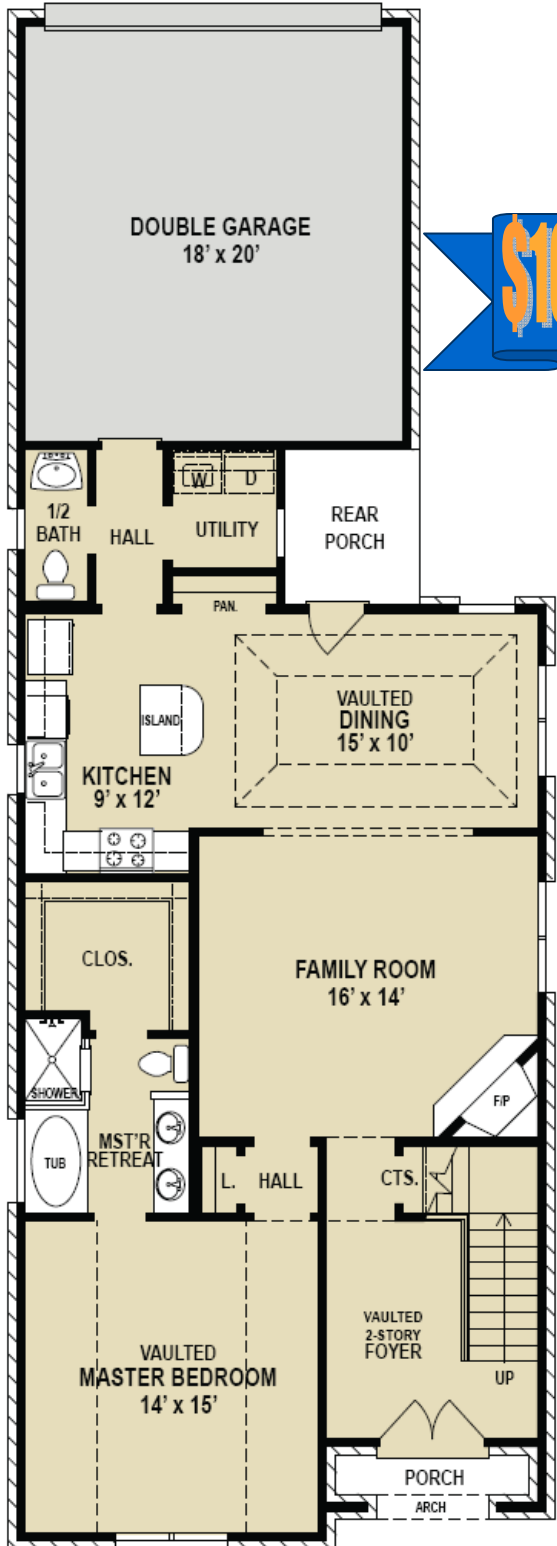 DOUBLE GARAGE
18' x 20'
1/2
BATH
HALL
W
D
UTILITY
REAR
PORCH
PAN.
ISLAND
VAULTED
DINING
15' x 10'
KITCHEN
9' x 12'
CLOS.
FAMILY ROOM
16' x 14'
SHOWER
F/P
TUB
MST'R
RETREAT
L.
HALL
CTS.
VAULTED
2-STORY
FOYER
UP
VAULTED
MASTER BEDROOM
14' x 15'
PORCH
ARCH